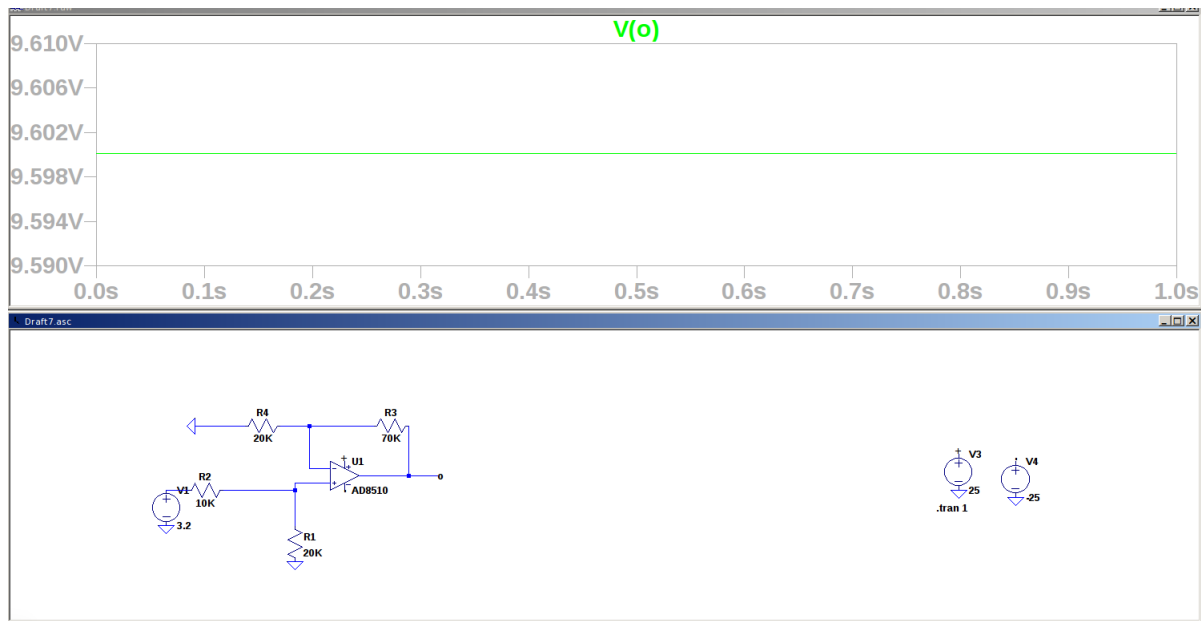 V(o)
9.610V
9.606V
9.602V
9.598V
9.594V
9.590V
0.0s 0.1s 0.2s 0.3s 0.4s 0.5s 0.6s 0.7s 0.8s 0.9s 1.0s
Draft7.asc
R4 R3
20K 70K
U1
R2
V1
10K
AD8510
o
3.2
R1
20K
V3 V4
25 -25
.tran 1